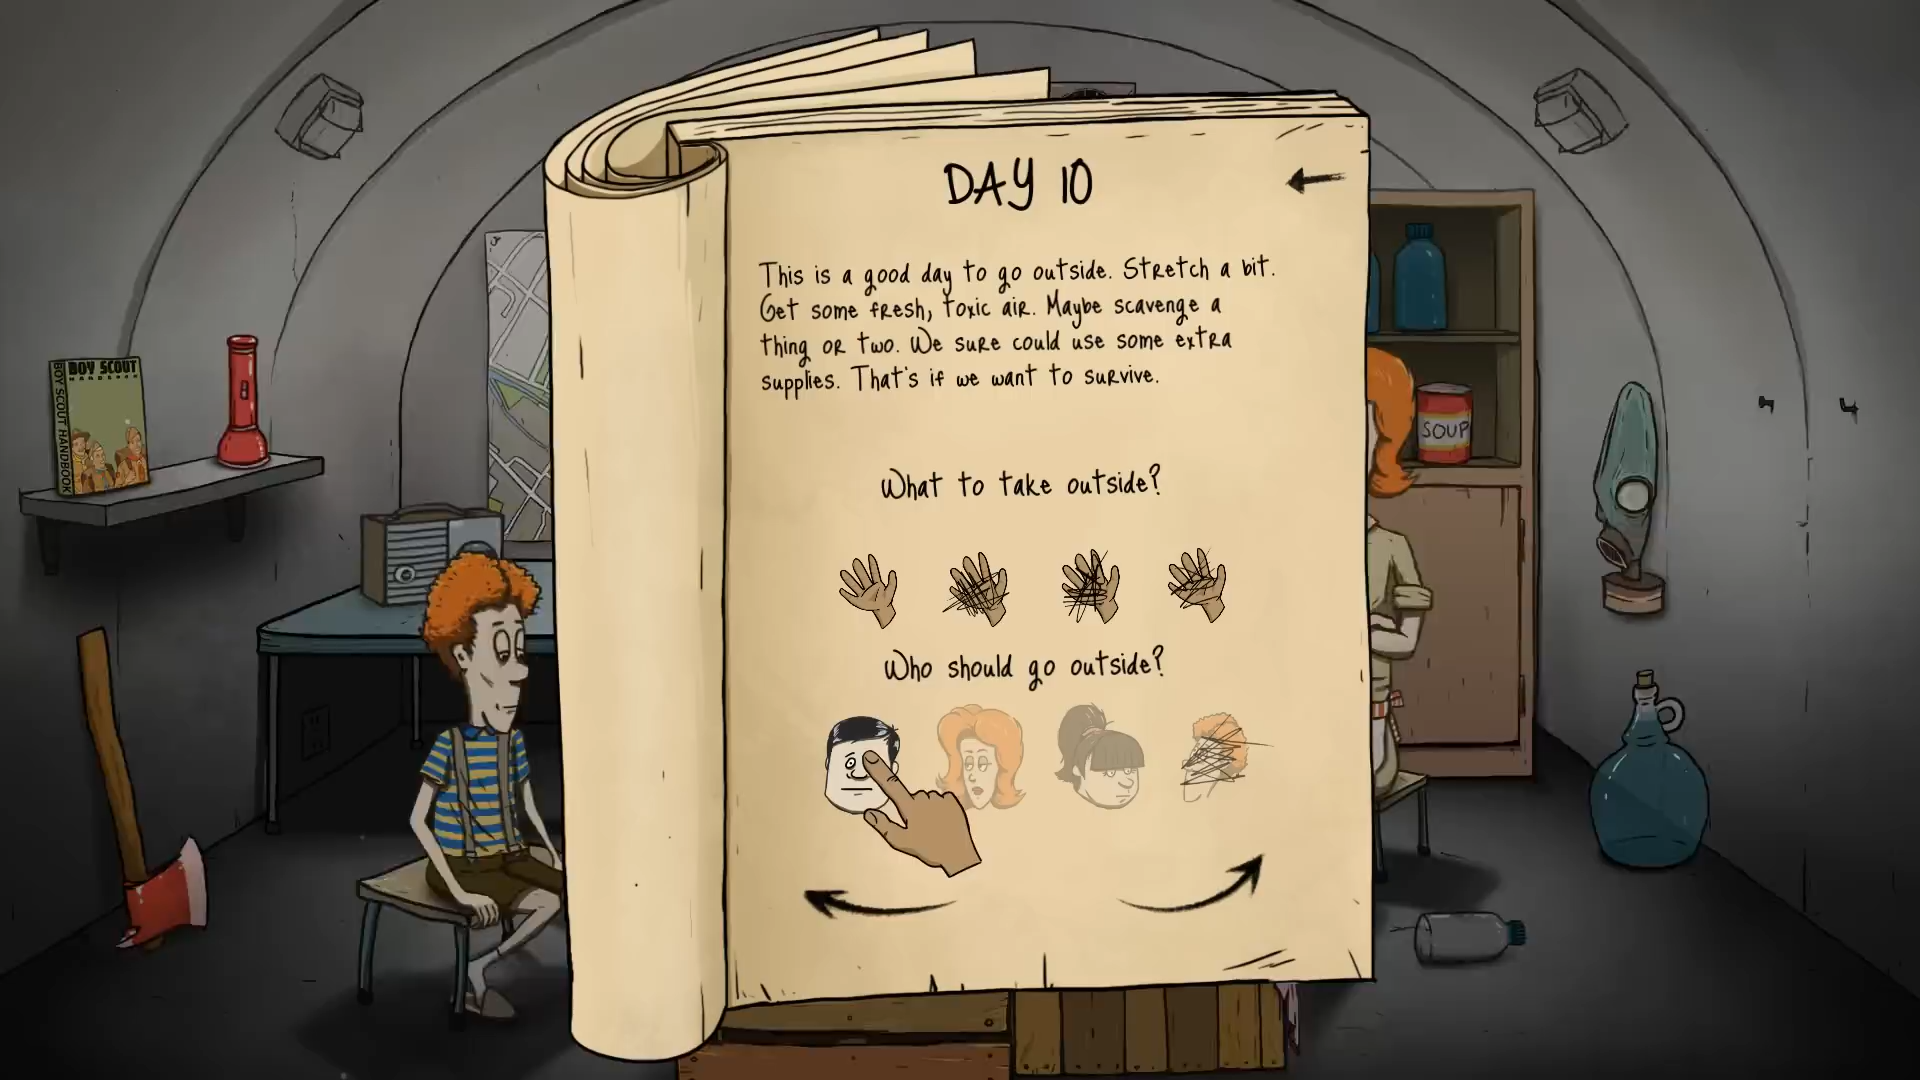 DAY 10
This is a good day to go outside. Stretch a bit.
Get some fresh, toxic air. Maybe scavenge a
thing or two. We sure could use some extra
supplies. That's if we want to survive.
What to take outside?
Who should go outside?
BOY SCOUT
HANDBOOK
BOY SCOUT HANDBOOK
SOUP